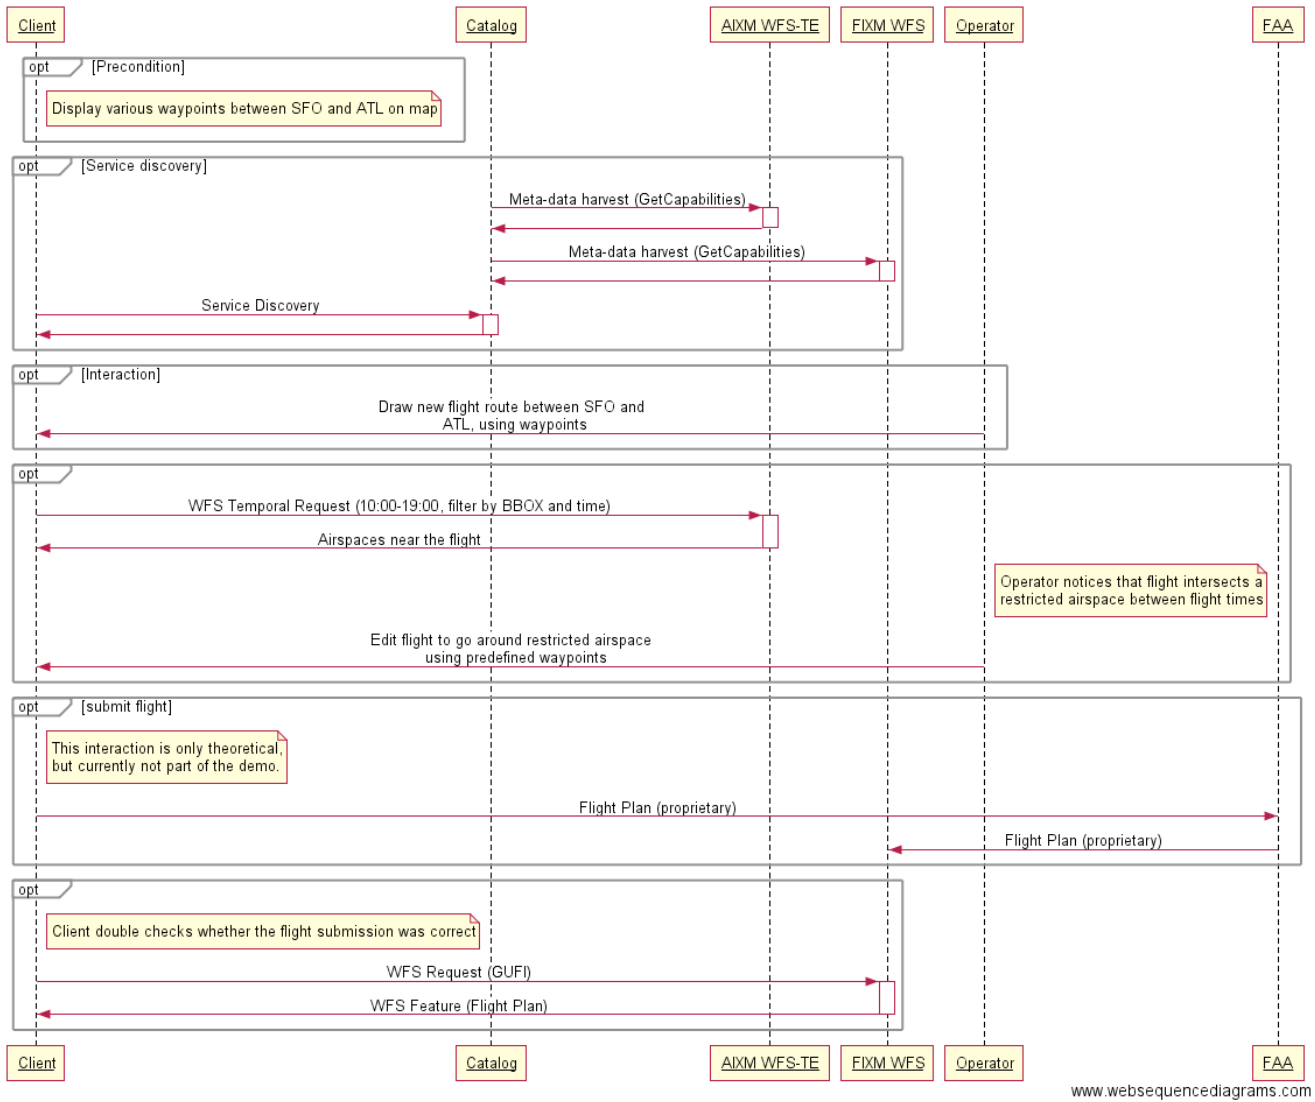 Client
Catalog
AIXM WFS-TE
FIXM WFS
Operator
FAA
opt
[Precondition]
Display various waypoints between SFO and ATL on map
opt
[Service discovery]
Meta-data harvest (GetCapabilities)
Meta-data harvest (GetCapabilities)
Service Discovery
opt
[Interaction]
Draw new flight route between SFO and
ATL, using waypoints
opt
WFS Temporal Request (10:00-19:00, filter by BBOX and time)
Airspaces near the flight
Operator notices that flight intersects a
restricted airspace between flight times
Edit flight to go around restricted airspace
using predefined waypoints
opt
[submit flight]
This interaction is only theoretical,
but currently not part of the demo.
Flight Plan (proprietary)
Flight Plan (proprietary)
opt
Client double checks whether the flight submission was correct
WFS Request (GUFI)
WFS Feature (Flight Plan)
Client
Catalog
AIXM WFS-TE
FIXM WFS
Operator
FAA
www.websequencediagrams.com